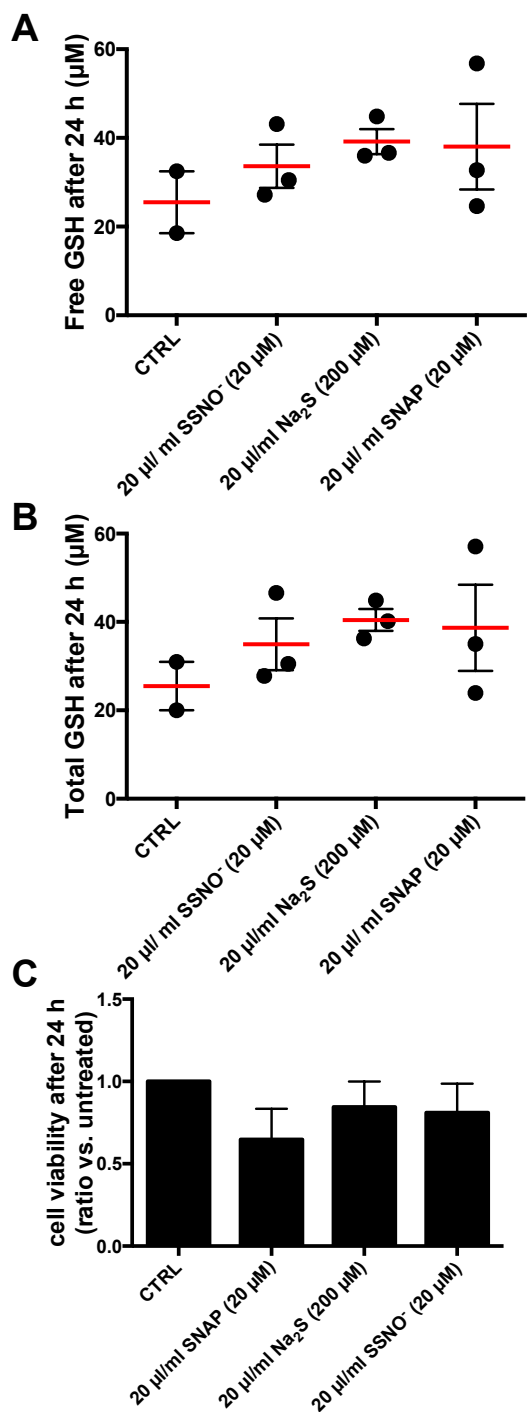 A
Free GSH after 24 h (µM)
60
40
20
0
CTRL
20 µl/ ml SSNO⁻ (20 µM)
20 µl/ml Na₂S (200 µM)
20 µl/ ml SNAP (20 µM)
B
Total GSH after 24 h (µM)
60
40
20
0
CTRL
20 µl/ ml SSNO⁻ (20 µM)
20 µl/ml Na₂S (200 µM)
20 µl/ ml SNAP (20 µM)
C
cell viability after 24 h
(ratio vs. untreated)
1.5
1.0
0.5
0.0
CTRL
20 µl/ml SNAP (20 µM)
20 µl/ml Na₂S (200 µM)
20 µl/ml SSNO⁻ (20 µM)